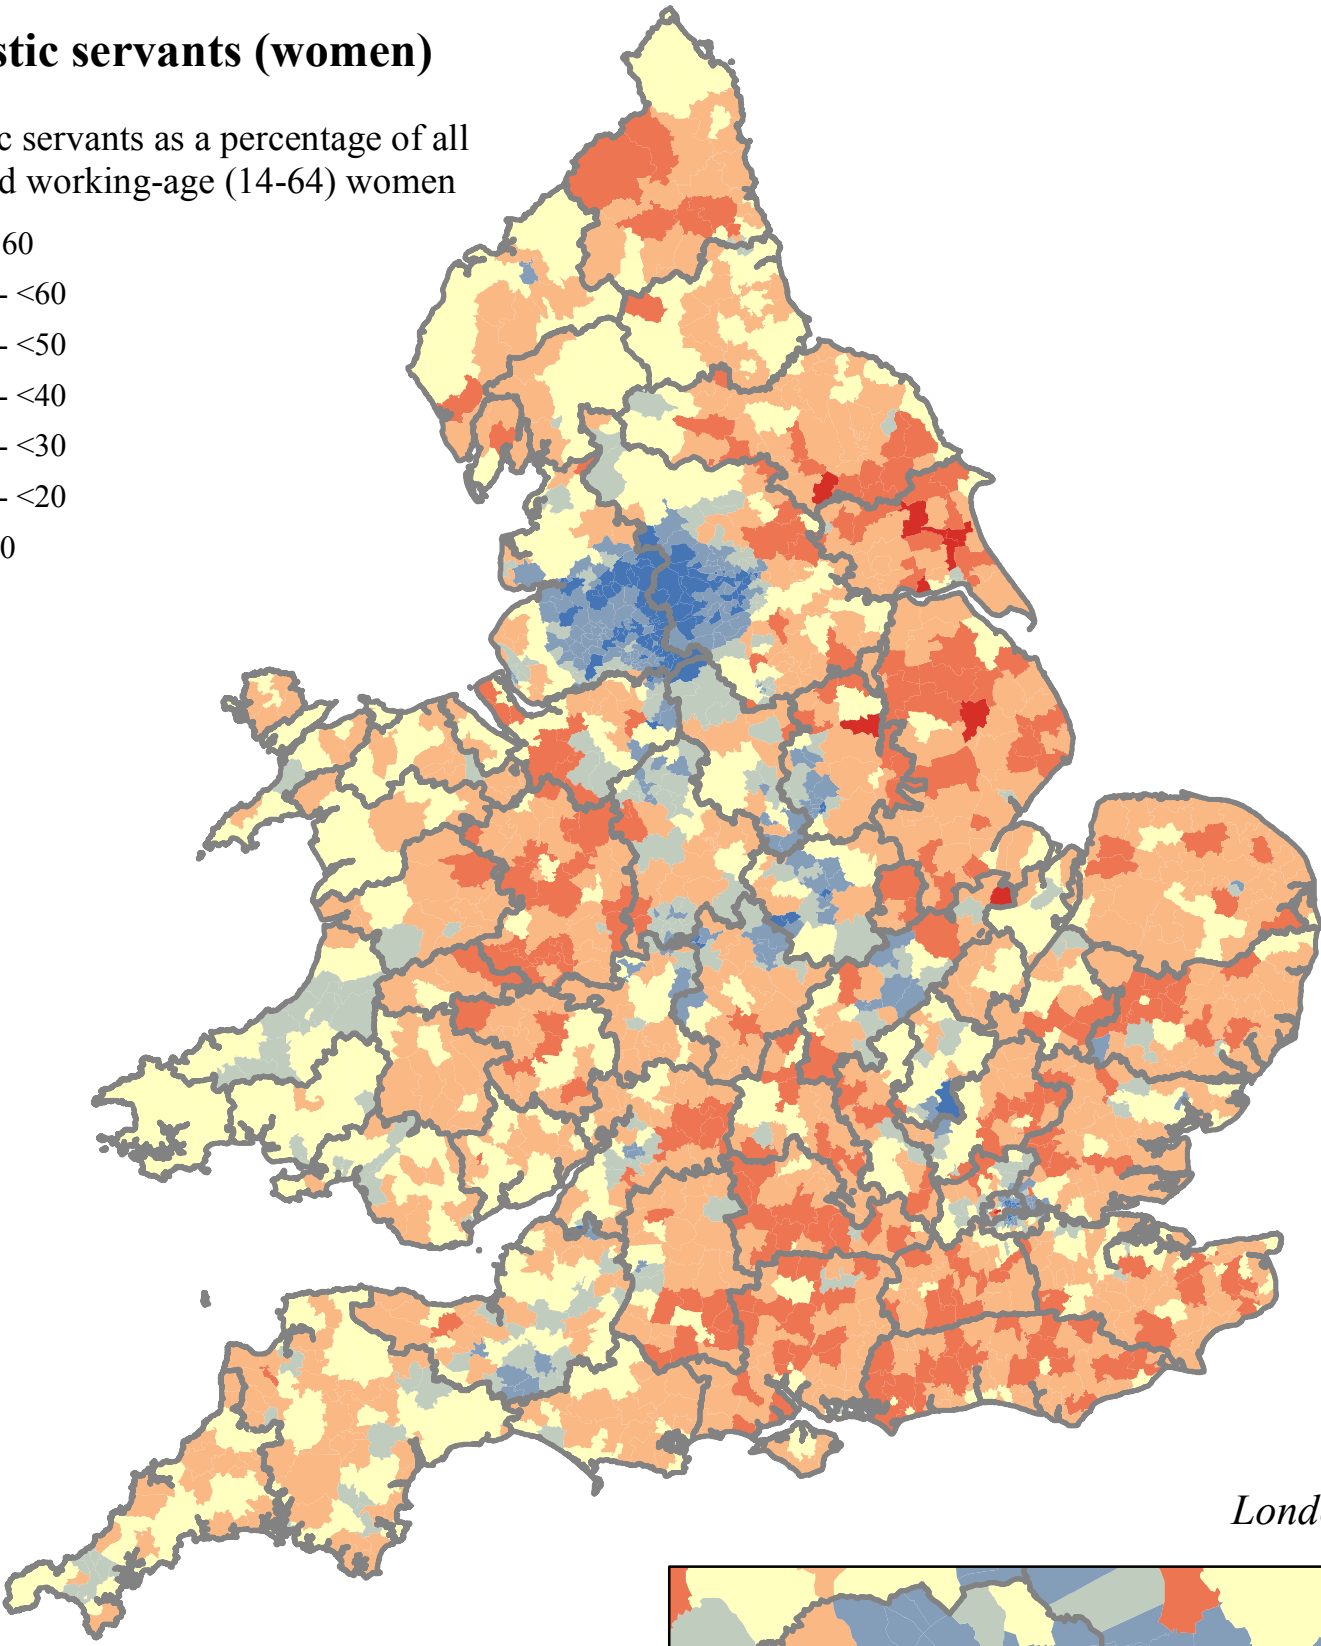 stic servants (women)
c servants as a percentage of all
d working-age (14-64) women
60
- <60
- <50
- <40
- <30
- <20
0
Londo